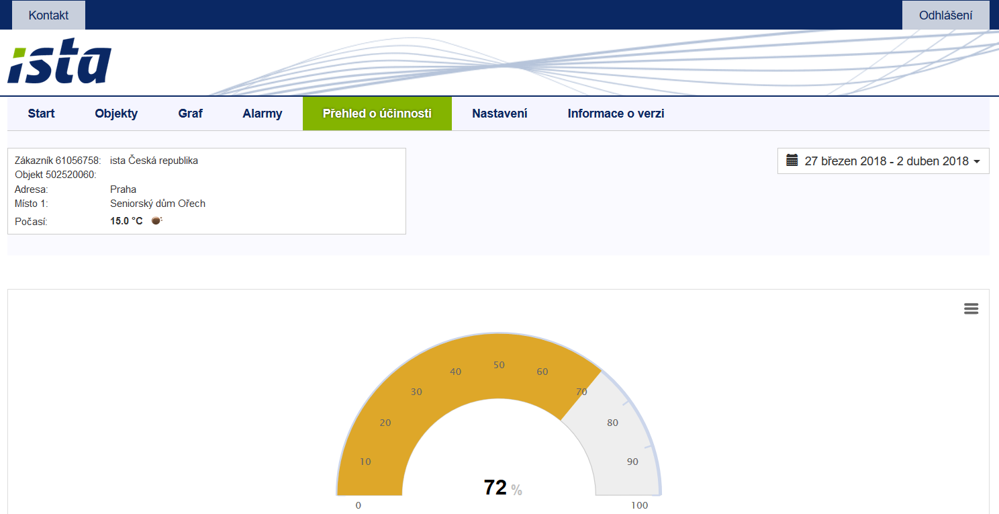 Kontakt
Odhlášení
ista
Start Objekty Graf Alarmy Přehled o účinnosti Nastavení Informace o verzi
Zákazník 61056758: ista Česká republika
Objekt 502520060:
Adresa: Praha
Místo 1: Seniorský dům Ořech
Počasí: 15.0 °C
27 březen 2018 - 2 duben 2018
0
10
20
30
40
50
60
70
80
90
100
72 %